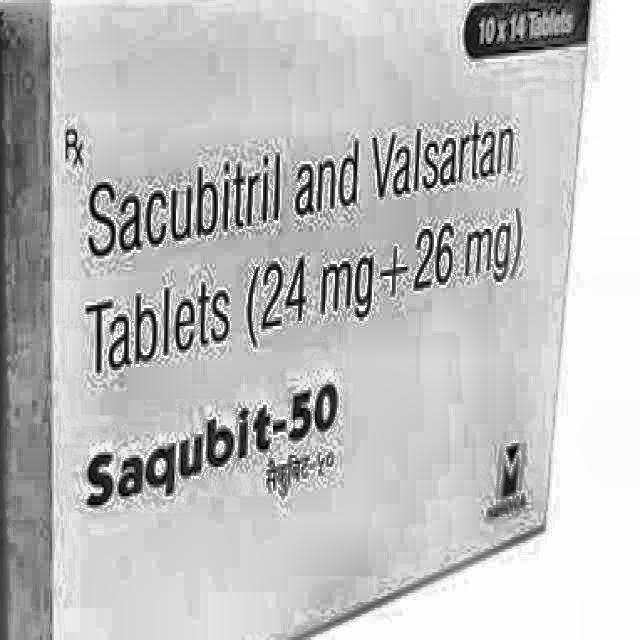 10 x 14 Tablets
Rx
Sacubitril and Valsartan
Tablets (24 mg+26 mg)
Saqubit-50